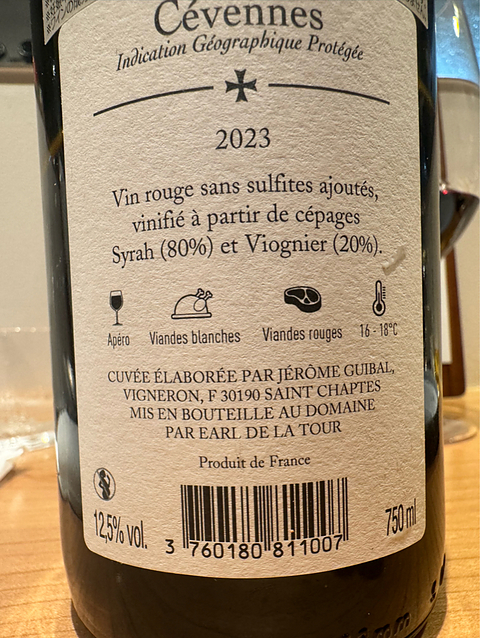 Cévennes
Indication Géographique Protégée
2023
Vin rouge sans sulfites ajoutés,
vinifié à partir de cépages
Syrah (80%) et Viognier (20%).
Apéro Viandes blanches Viandes rouges 16 - 18°C
CUVÉE ÉLABORÉE PAR JÉRÔME GUIBAL,
VIGNERON, F 30190 SAINT CHAPTES
MIS EN BOUTEILLE AU DOMAINE
PAR EARL DE LA TOUR
Produit de France
12,5% vol. 3 760180 811007 750 ml